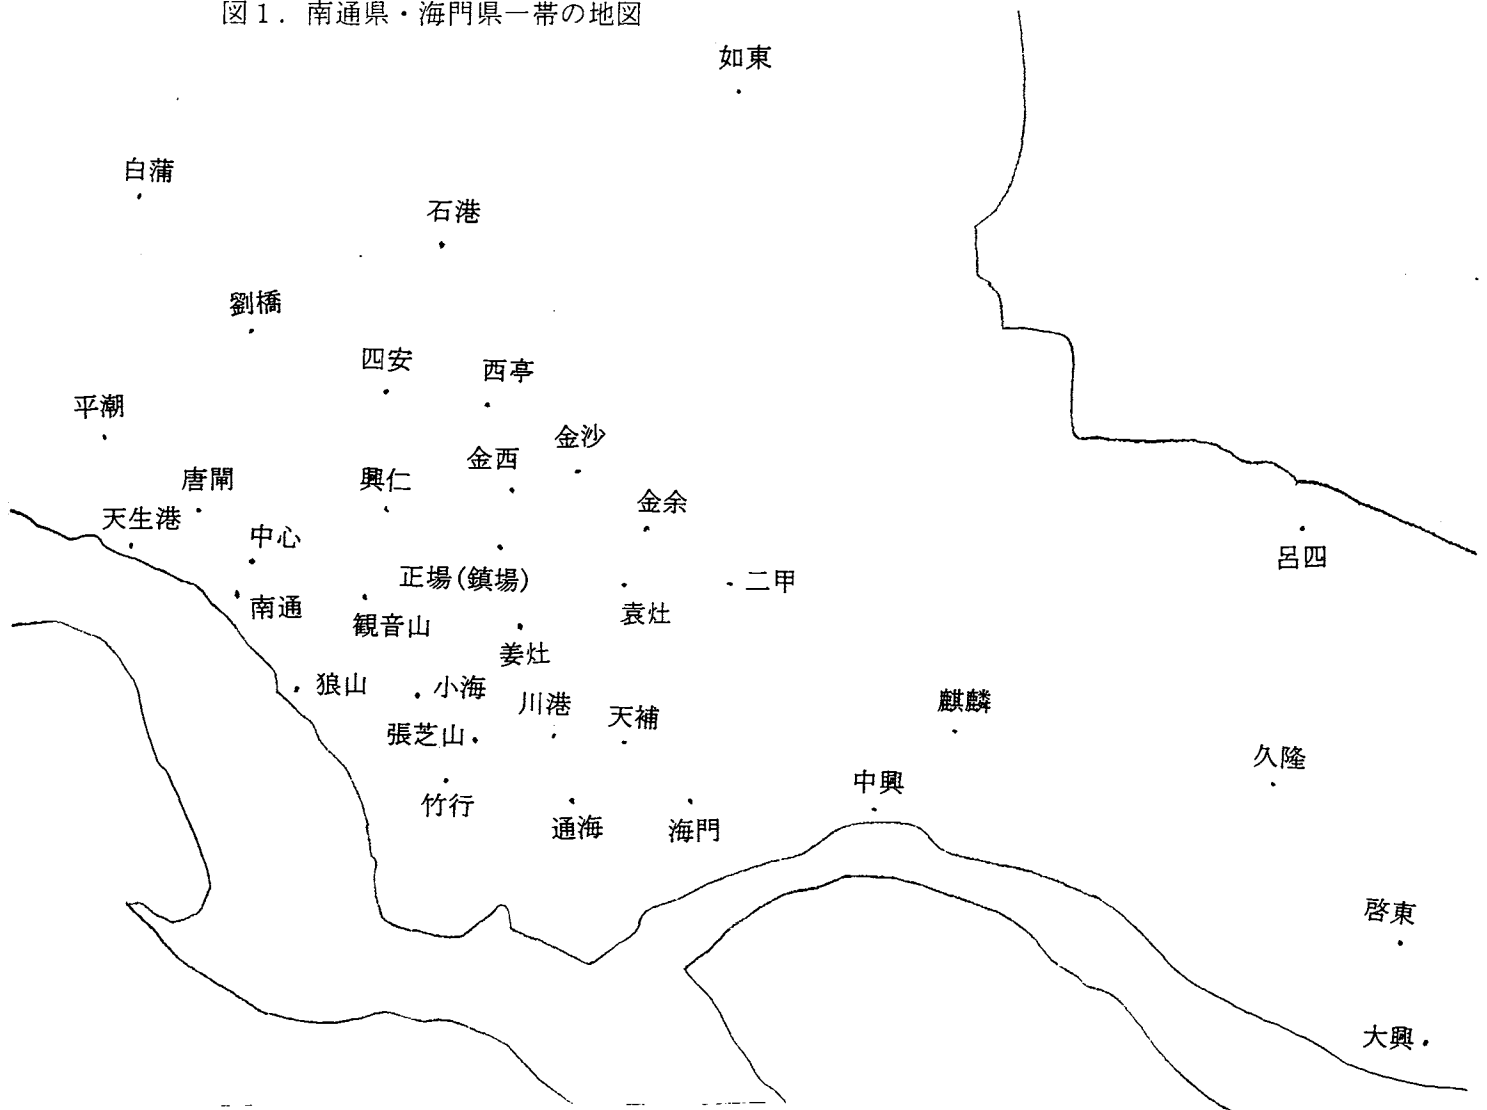 図1．南通県・海門県一帯の地図
如東
白蒲
石港
劉橋
四安
西亭
平潮
金沙
金西
唐閘
興仁
金余
天生港
中心
呂四
正場(鎮場)
二甲
南通
袁灶
観音山
姜灶
狼山
小海
川港
天補
麒麟
張芝山
久隆
中興
竹行
通海
海門
啓東
大興